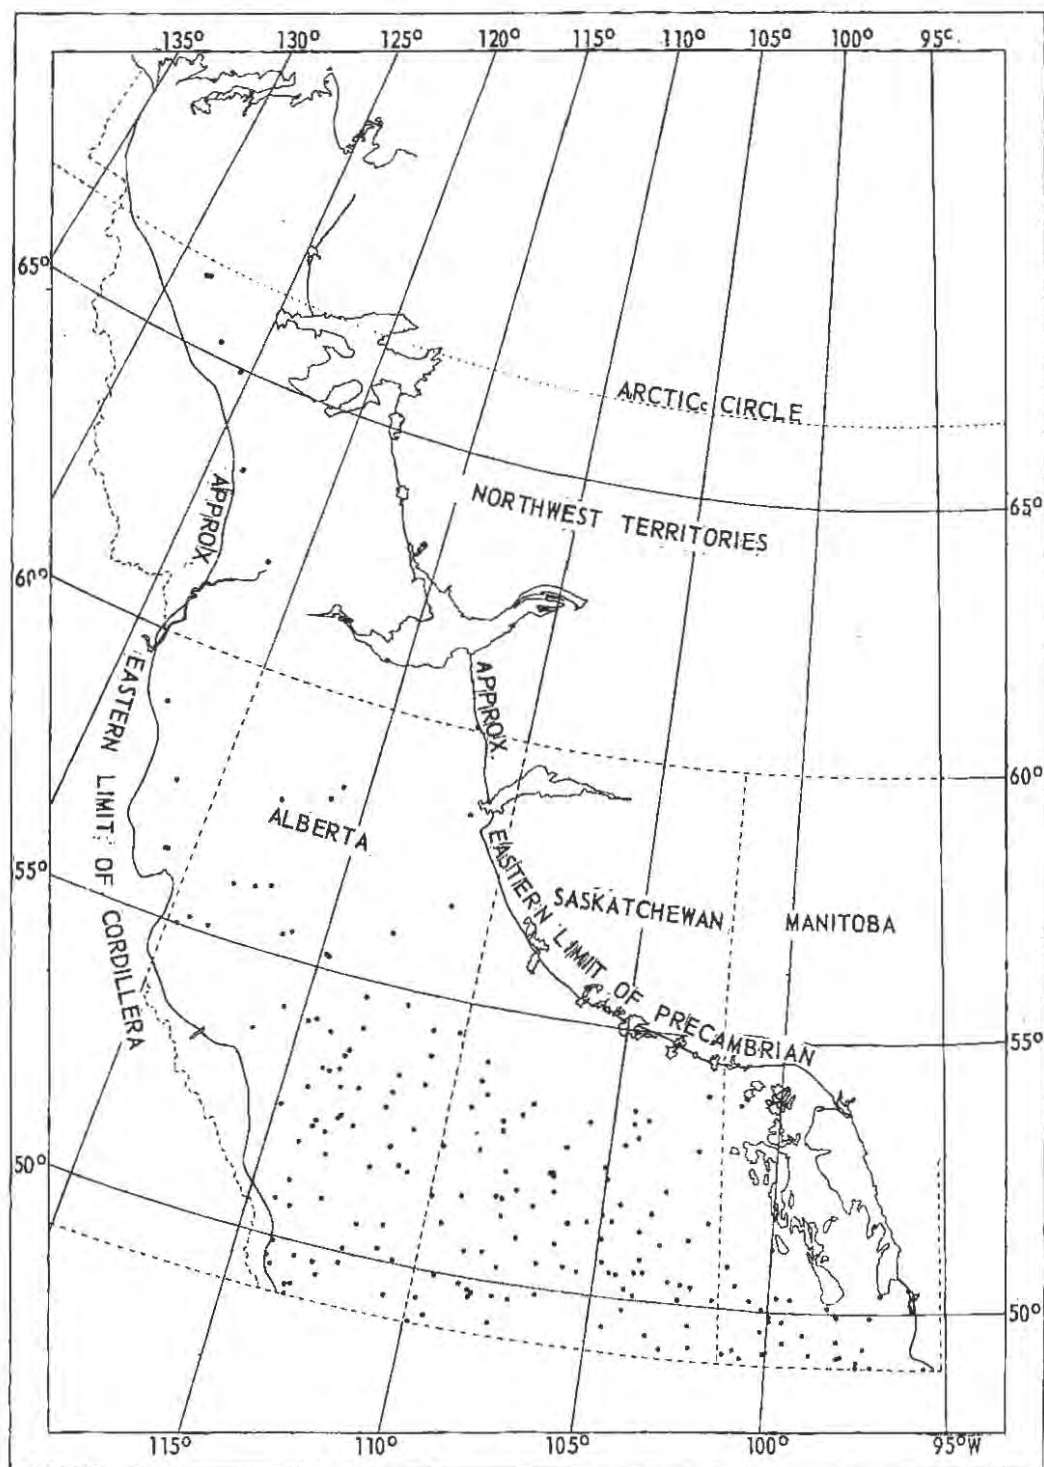 135° 130° 125° 120° 115° 110° 105° 100° 95°
65°
ARCTIC CIRCLE
APPROX.
NORTHWEST TERRITORIES
65°
60°
EASTERN LIMIT OF CORDILLERA
APPROIX.
60°
ALBERTA
55°
EASTERN LIMIT OF PRECAMBRIAN
SASKATCHEWAN
MANITOBA
55°
50°
50°
115° 110° 105° 100° 95°W